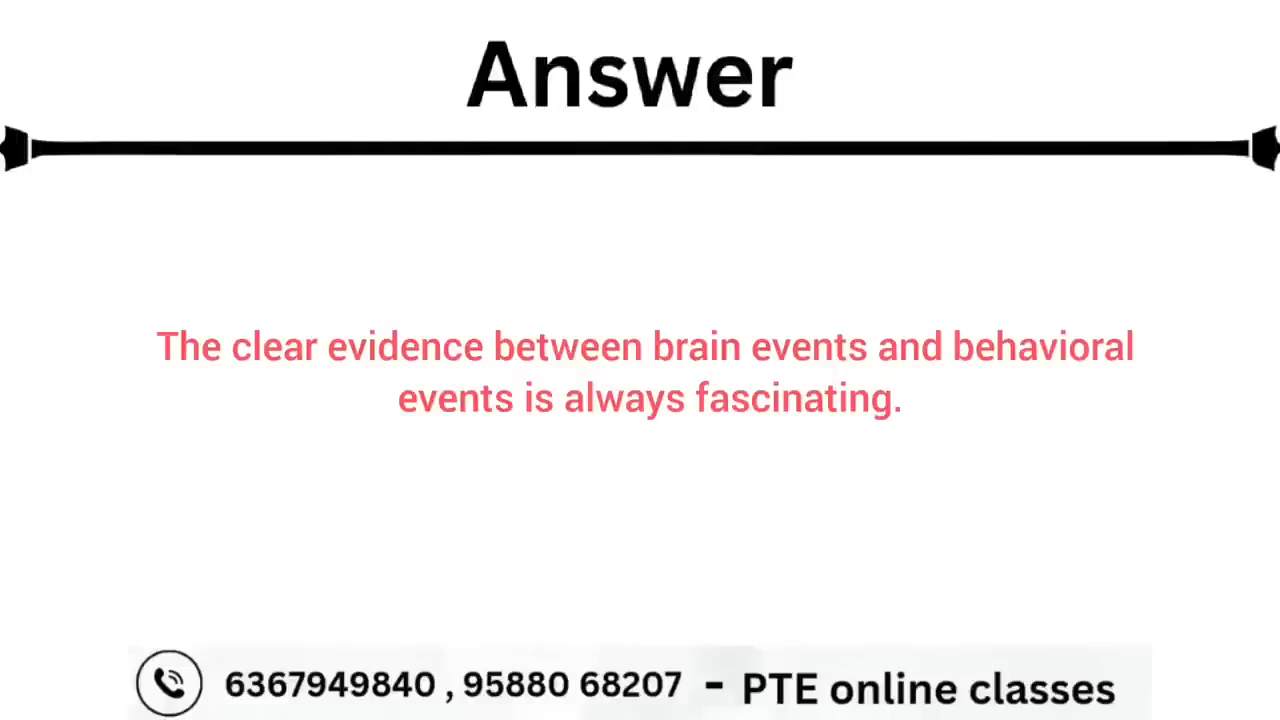 Answer
The clear evidence between brain events and behavioral
events is always fascinating.
6367949840 , 95880 68207 - PTE online classes